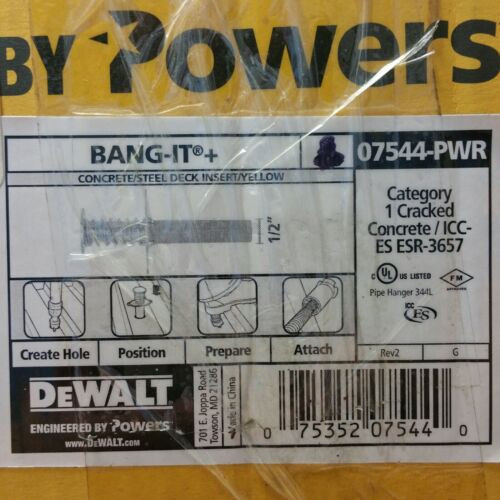 BY Powers
BANG-IT®+
07544-PWR
CONCRETE/STEEL DECK INSERT/YELLOW
1/2"
Category
1 Cracked
Concrete / ICC-
ES ESR-3657
C UL US LISTED
FM
APPROVED
Pipe Hanger 344L
ICC
ES
Create Hole
Position
Prepare
Attach
Rev2
G
DEWALT
ENGINEERED BY Powers
www.DEWALT.com
701 E. Joppa Road
Towson, MD 21286
Made in China
0 75352 07544 0